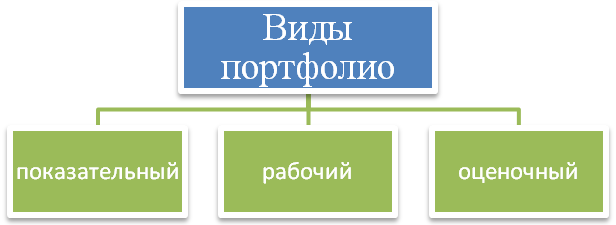 Виды
портфолио
показательный
рабочий
оценочный